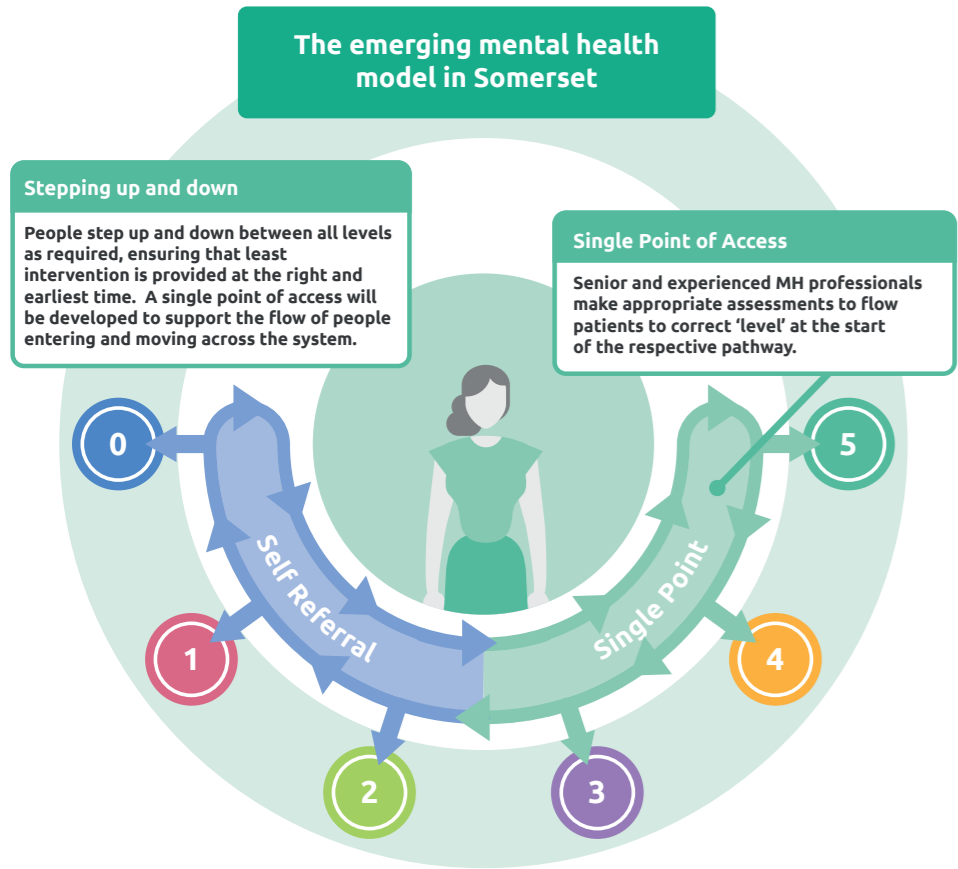 The emerging mental health
model in Somerset
Stepping up and down
People step up and down between all levels
as required, ensuring that least
intervention is provided at the right and
earliest time.  A single point of access will
be developed to support the flow of people
entering and moving across the system.
Single Point of Access
Senior and experienced MH professionals
make appropriate assessments to flow
patients to correct ‘level’ at the start
of the respective pathway.
0
5
Self Referral
Single Point
1
4
2
3